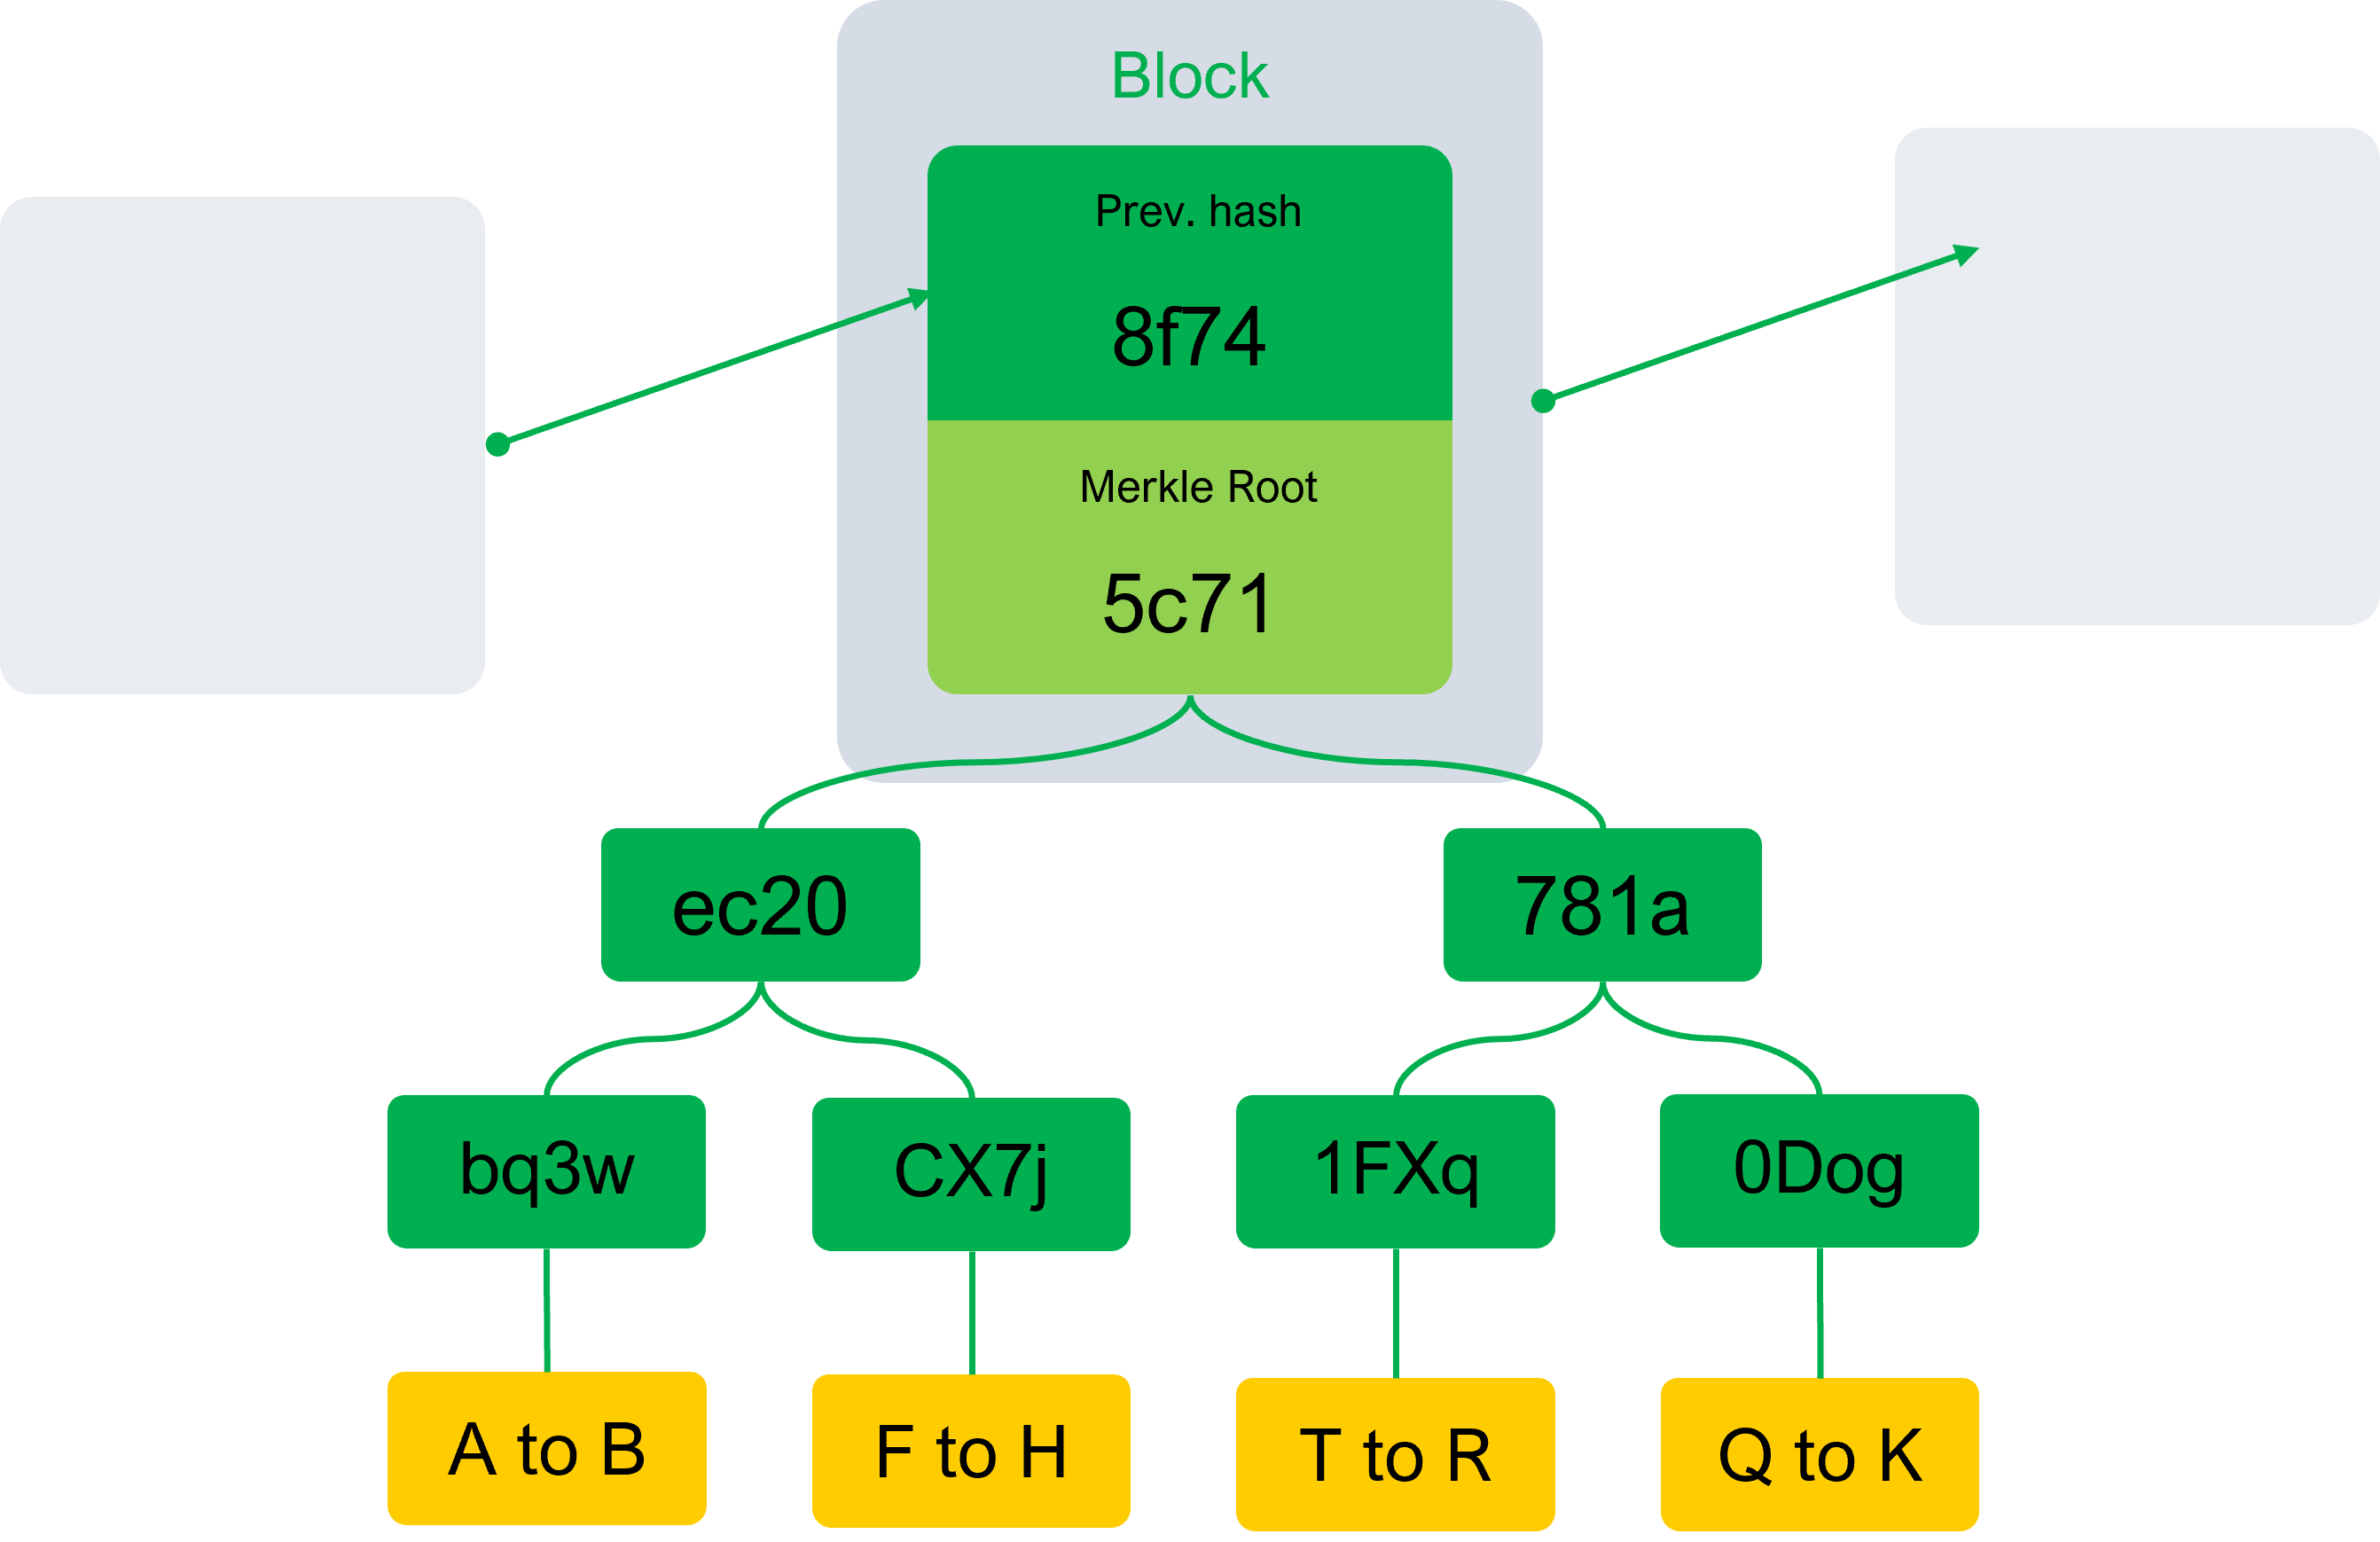 Block
Prev. hash
8f74
Merkle Root
5c71
ec20
781a
bq3w
CX7j
1FXq
0Dog
A to B
F to H
T to R
Q to K